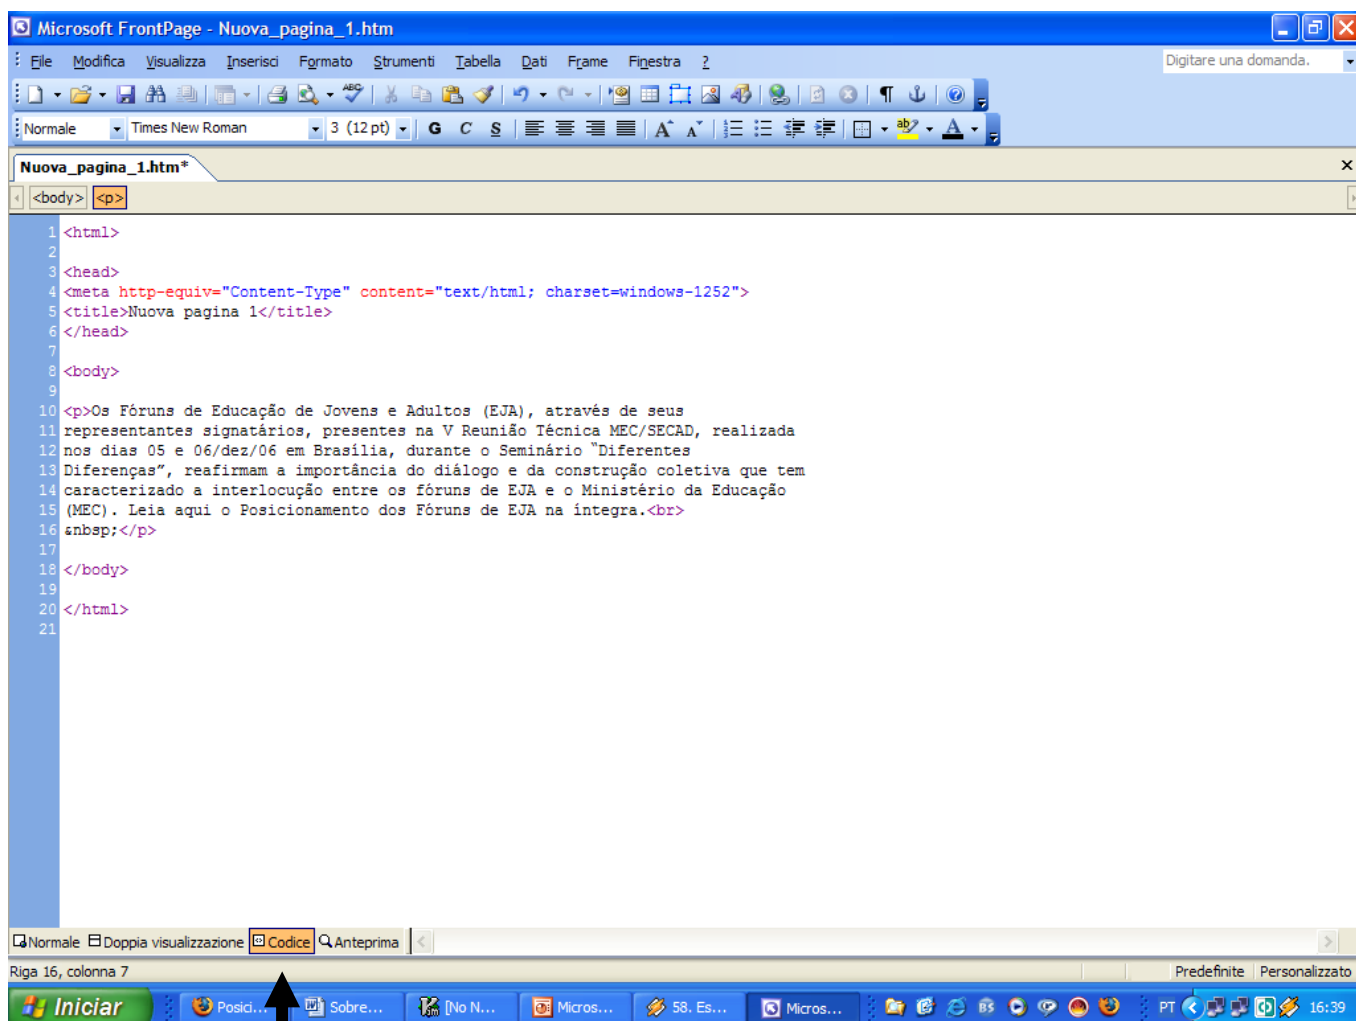 Microsoft FrontPage - Nuova_pagina_1.htm
File Modifica Visualizza Inserisci Formato Strumenti Tabella Dati Frame Finestra ? Digitare una domanda.
Normale Times New Roman 3 (12 pt) G C S
Nuova_pagina_1.htm*
<body> <p>
1 <html>
2
3 <head>
4 <meta http-equiv="Content-Type" content="text/html; charset=windows-1252">
5 <title>Nuova pagina 1</title>
6 </head>
7
8 <body>
9
10 <p>Os Fóruns de Educação de Jovens e Adultos (EJA), através de seus
11 representantes signatários, presentes na V Reunião Técnica MEC/SECAD, realizada
12 nos dias 05 e 06/dez/06 em Brasília, durante o Seminário “Diferentes
13 Diferenças”, reafirmam a importância do diálogo e da construção coletiva que tem
14 caracterizado a interlocução entre os fóruns de EJA e o Ministério da Educação
15 (MEC). Leia aqui o Posicionamento dos Fóruns de EJA na íntegra.<br>
16 &nbsp;</p>
17
18 </body>
19
20 </html>
21
Normale Doppia visualizzazione Codice Anteprima
Riga 16, colonna 7 Predefinite Personalizzato
Iniciar Posici... Sobre... [No N... Micros... 58. Es... Micros... PT 16:39